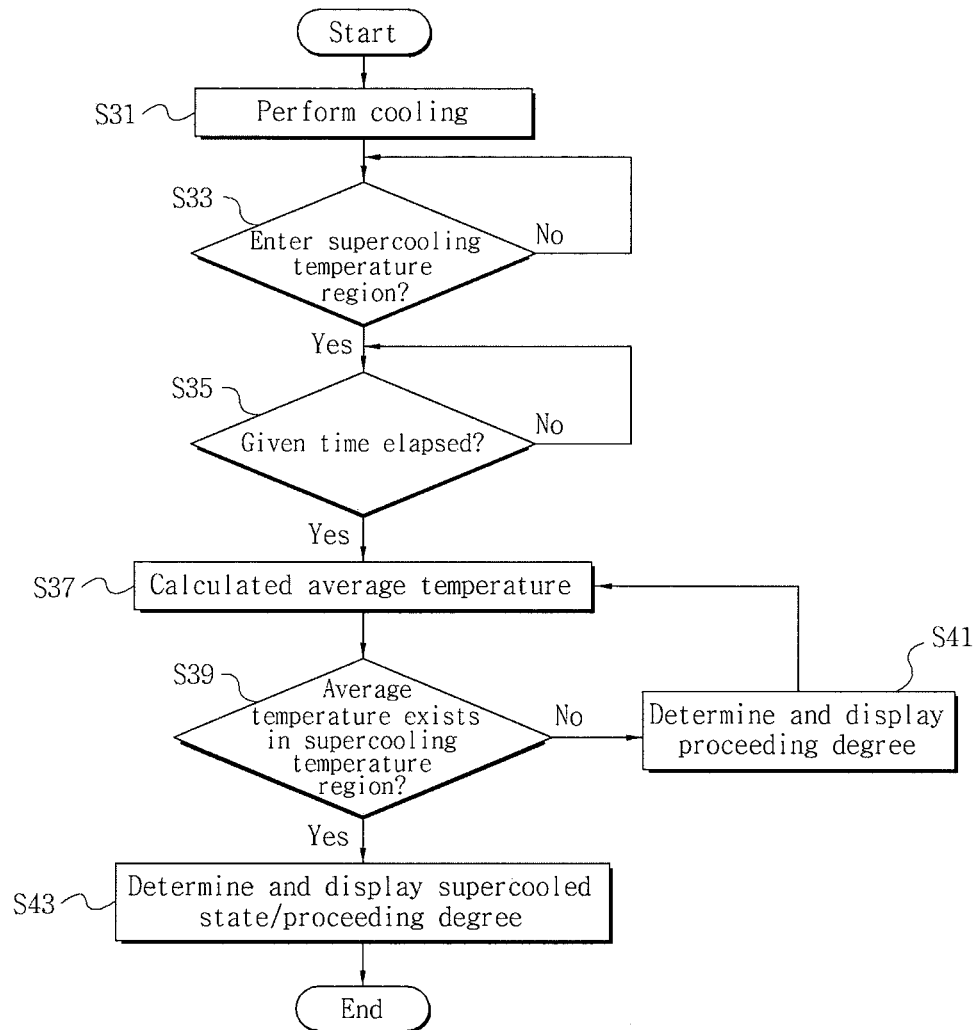 Start
S31
Perform cooling
S33
Enter supercooling
temperature
region?
No
Yes
S35
Given time elapsed?
No
Yes
S37
Calculated average temperature
S39
Average
temperature exists
in supercooling
temperature
region?
No
S41
Determine and display
proceeding degree
Yes
S43
Determine and display supercooled
state/proceeding degree
End